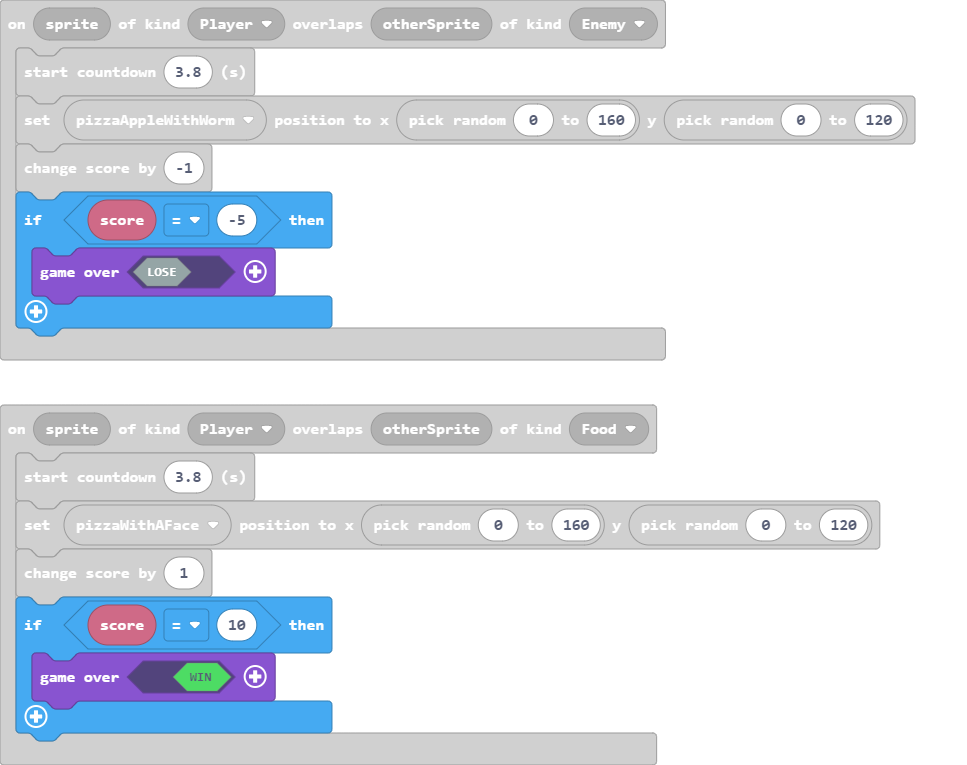 on sprite of kind Player overlaps otherSprite of kind Enemy
start countdown 3.8 (s)
set pizzaAppleWithWorm position to x pick random 0 to 160 y pick random 0 to 120
change score by -1
if score = -5 then
game over LOSE
on sprite of kind Player overlaps otherSprite of kind Food
start countdown 3.8 (s)
set pizzaWithAFace position to x pick random 0 to 160 y pick random 0 to 120
change score by 1
if score = 10 then
game over WIN